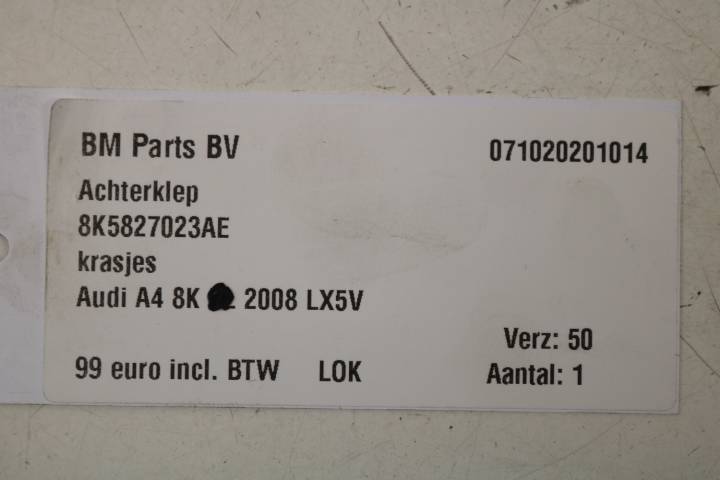 BM Parts BV 071020201014
Achterklep
8K5827023AE
krasjes
Audi A4 8K 2008 LX5V
Verz: 50
99 euro incl. BTW LOK Aantal: 1